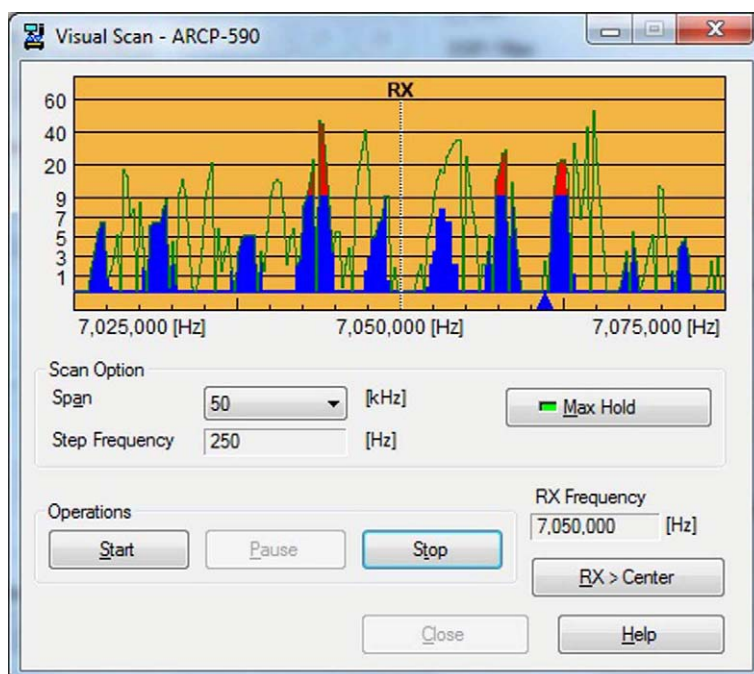 Visual Scan - ARCP-590
RX
60
40
20
9
7
5
3
1
7,025,000 [Hz] 7,050,000 [Hz] 7,075,000 [Hz]
Scan Option
Span 50 [kHz] Max Hold
Step Frequency 250 [Hz]
RX Frequency
Operations 7,050,000 [Hz]
Start Pause Stop
RX > Center
Close Help